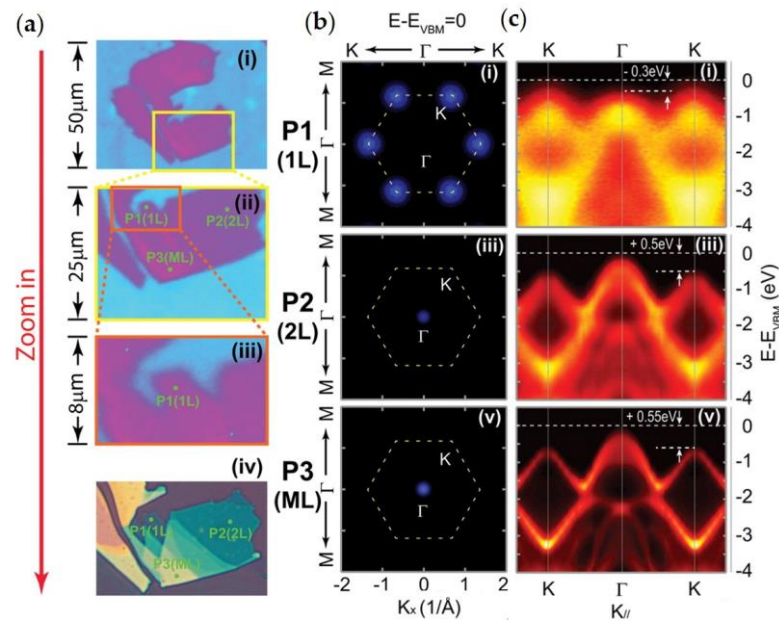 (a)
50μm
(i)
25μm
P1(1L)
P2(2L)
P3(ML)
(ii)
Zoom in
8μm
P1(1L)
(iii)
(iv)
P1(1L)
P2(2L)
P3(ML)
(b)
E-E_VBM=0
K Γ K
P1
(1L)
M Γ M
(i)
K
Γ
P2
(2L)
M Γ M
(iii)
K
Γ
P3
(ML)
M Γ M
(v)
K
Γ
-2 -1 0 1 2
Kx (1/Å)
(c)
K Γ K
- 0.3eV
(i)
0
-1
-2
-3
-4
+ 0.5eV
(iii)
0
-1
-2
-3
-4
E-E_VBM (eV)
+ 0.55eV
(v)
0
-1
-2
-3
-4
K Γ K
K//